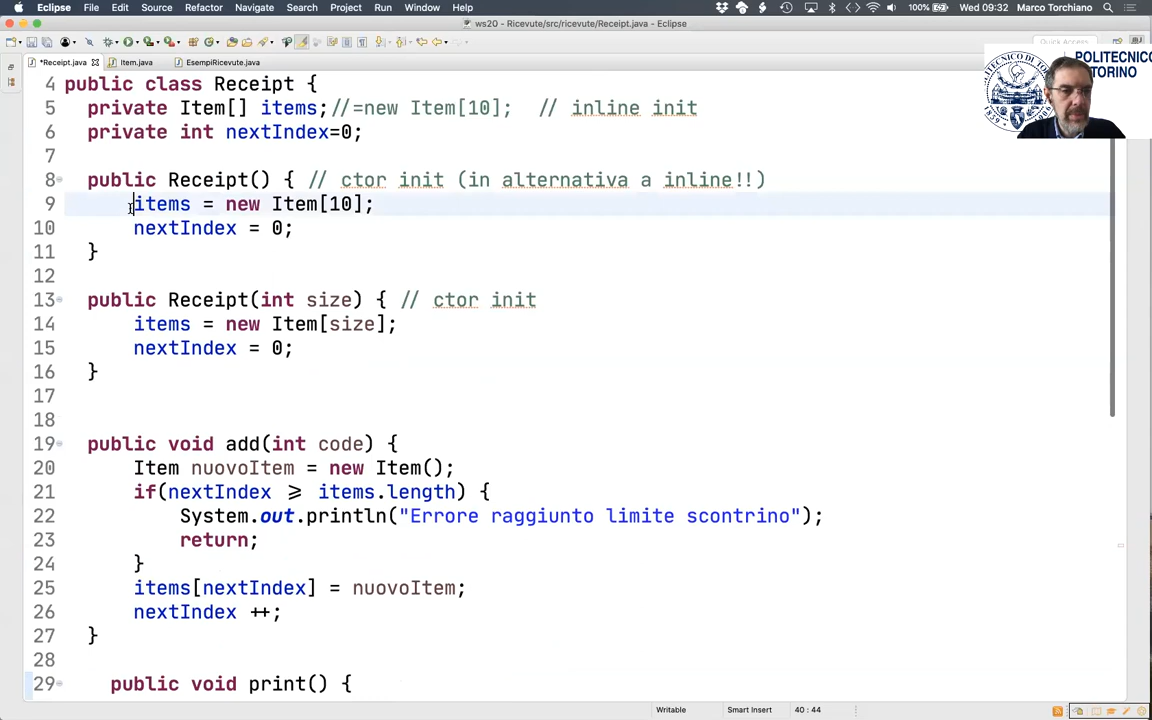 Eclipse File Edit Source Refactor Navigate Search Project Run Window Help 100% Wed 09:32 Marco Torchiano
ws20 - Ricevute/src/ricevute/Receipt.java - Eclipse
Quick Access
*Receipt.java Item.java EsempiRicevute.java
POLITECNICO
DI TORINO
4 public class Receipt {
5 private Item[] items;//=new Item[10]; // inline init
6 private int nextIndex=0;
7
8 public Receipt() { // ctor init (in alternativa a inline!!)
9 items = new Item[10];
10 nextIndex = 0;
11 }
12
13 public Receipt(int size) { // ctor init
14 items = new Item[size];
15 nextIndex = 0;
16 }
17
18
19 public void add(int code) {
20 Item nuovoItem = new Item();
21 if(nextIndex >= items.length) {
22 System.out.println("Errore raggiunto limite scontrino");
23 return;
24 }
25 items[nextIndex] = nuovoItem;
26 nextIndex ++;
27 }
28
29 public void print() {
Writable Smart Insert 40 : 44